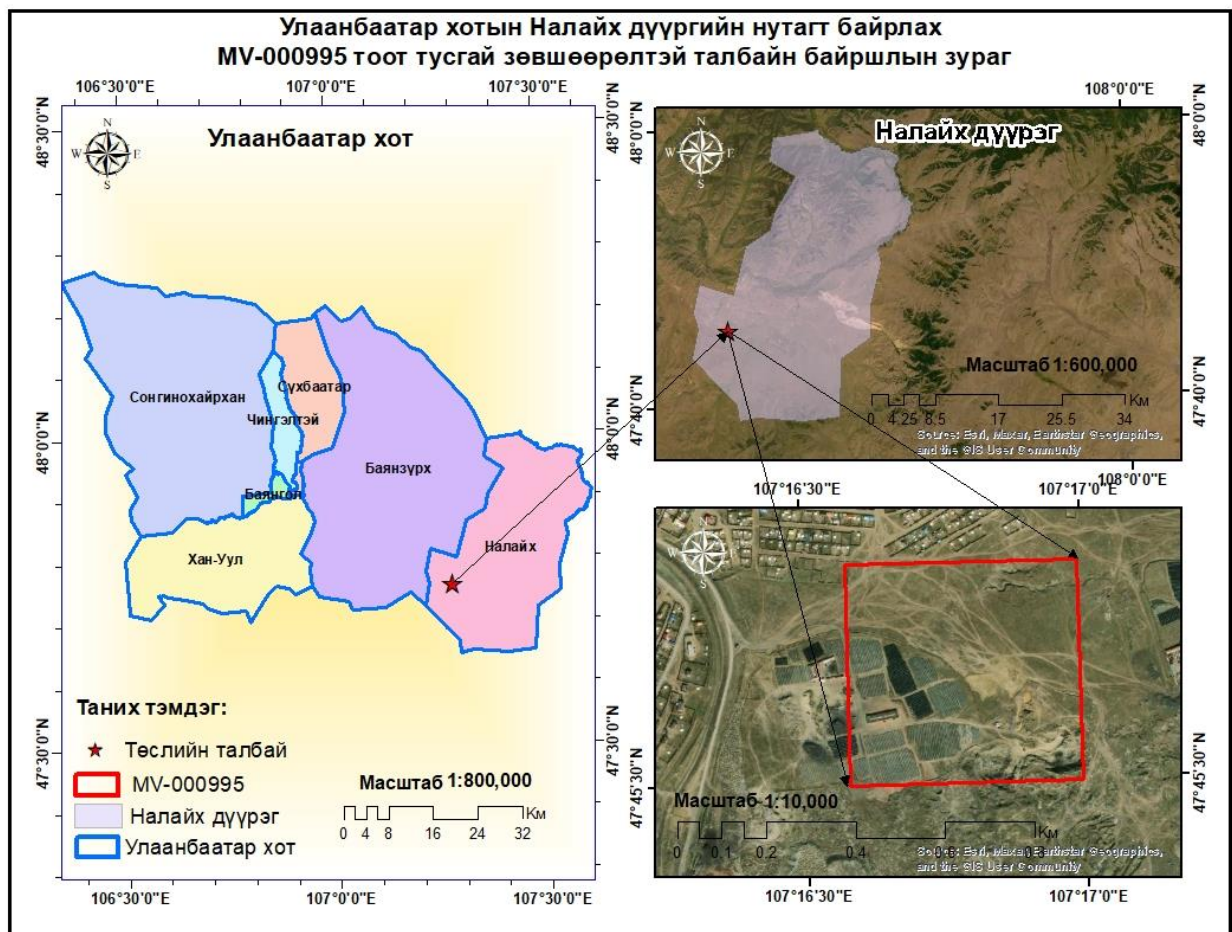 Улаанбаатар хотын Налайх дүүргийн нутагт байрлах
MV-000995 тоот тусгай зөвшөөрөлтэй талбайн байршлын зураг
106°30'0"E 107°0'0"E 107°30'0"E
48°30'0"N 48°30'0"N
48°0'0"N 48°0'0"N
47°30'0"N 47°30'0"N
N
W E
S
Улаанбаатар хот
Сонгинохайрхан
Сүхбаатар
Чингэлтэй
Баянзүрх
Баянгол
Хан-Уул
Налайх
Таних тэмдэг:
Төслийн талбай
MV-000995
Налайх дүүрэг
Улаанбаатар хот
Масштаб 1:800,000
0 4 8 16 24 32 Км
106°30'0"E 107°0'0"E 107°30'0"E
108°0'0"E
48°0'0"N 48°0'0"N
47°40'0"N 47°40'0"N
N
W E
S
Налайх дүүрэг
Масштаб 1:600,000
0 4.25 8.5 17 25.5 34 Км
Source: Esri, Maxar, Earthstar Geographics,
and the GIS User Community
108°0'0"E
107°16'30"E 107°17'0"E
47°45'30"N 47°45'30"N
N
W E
S
Масштаб 1:10,000
0 0.1 0.2 0.4 0.6 0.8 Км
Source: Esri, Maxar, Earthstar Geographics,
and the GIS User Community
107°16'30"E 107°17'0"E